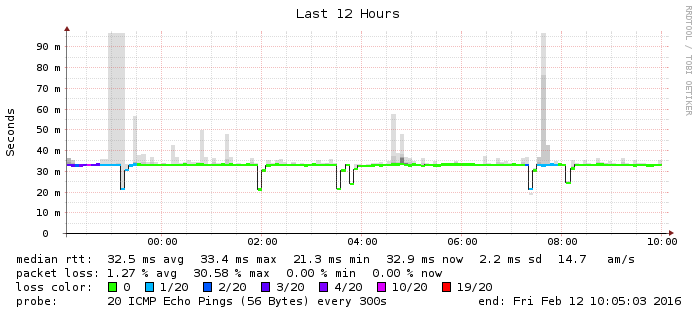 Last 12 Hours
RRDTOOL / TOBI OETIKER
Seconds
90 m
80 m
70 m
60 m
50 m
40 m
30 m
20 m
10 m
0
00:00 02:00 04:00 06:00 08:00 10:00
median rtt: 32.5 ms avg 33.4 ms max 21.3 ms min 32.9 ms now 2.2 ms sd 14.7 am/s
packet loss: 1.27 % avg 30.58 % max 0.00 % min 0.00 % now
loss color: 0 1/20 2/20 3/20 4/20 10/20 19/20
probe: 20 ICMP Echo Pings (56 Bytes) every 300s end: Fri Feb 12 10:05:03 2016